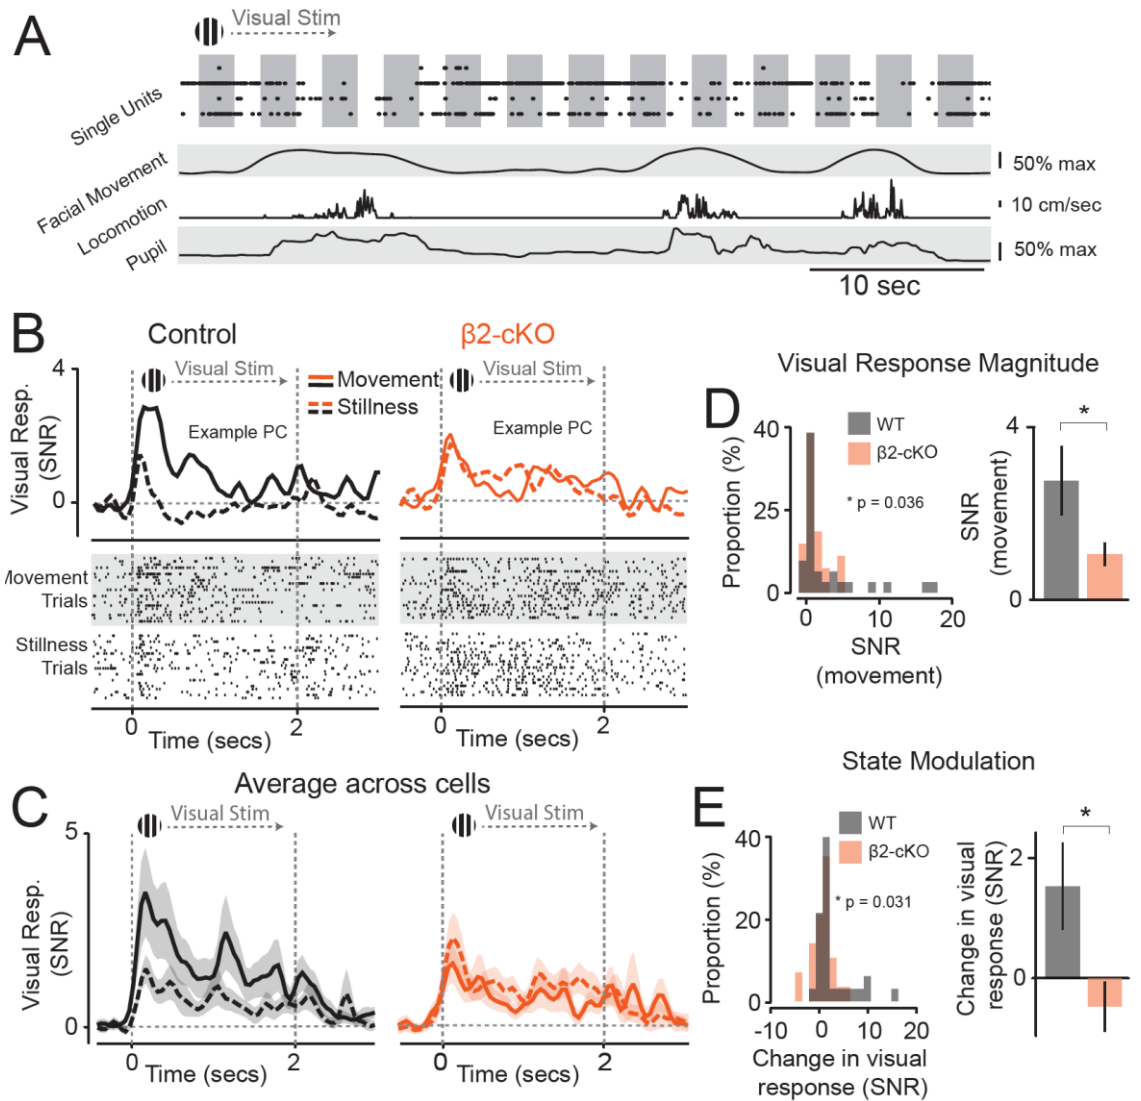 A
Visual Stim
Single Units
Facial Movement
50% max
Locomotion
10 cm/sec
Pupil
50% max
10 sec
B
Control
β2-cKO
Visual Stim
Visual Stim
Movement
Stillness
4
Visual Resp.
(SNR)
0
Example PC
Example PC
Movement
Trials
Stillness
Trials
0
2
0
2
Time (secs)
Time (secs)
C
Average across cells
Visual Stim
Visual Stim
5
Visual Resp.
(SNR)
0
0
2
0
2
Time (secs)
Time (secs)
Visual Response Magnitude
D
WT
β2-cKO
* p = 0.036
40
25
0
Proportion (%)
0
10
20
SNR
(movement)
*
4
SNR
(movement)
0
State Modulation
E
WT
β2-cKO
* p = 0.031
40
20
0
Proportion (%)
-10
0
10
20
Change in visual
response (SNR)
*
2
0
Change in visual
response (SNR)